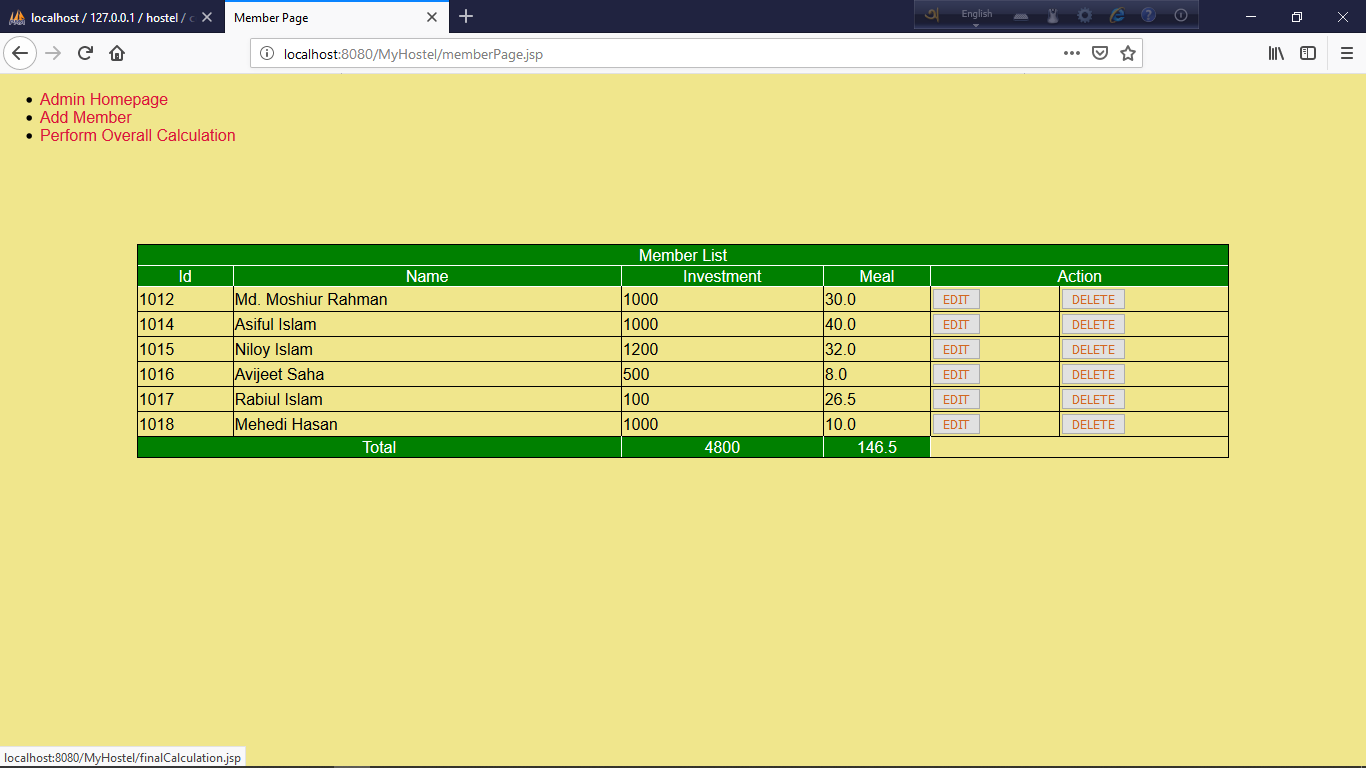 localhost / 127.0.0.1 / hostel /
Member Page
English
localhost:8080/MyHostel/memberPage.jsp
Admin Homepage
Add Member
Perform Overall Calculation
Member List
Id Name Investment Meal Action
1012 Md. Moshiur Rahman 1000 30.0 EDIT DELETE
1014 Asiful Islam 1000 40.0 EDIT DELETE
1015 Niloy Islam 1200 32.0 EDIT DELETE
1016 Avijeet Saha 500 8.0 EDIT DELETE
1017 Rabiul Islam 100 26.5 EDIT DELETE
1018 Mehedi Hasan 1000 10.0 EDIT DELETE
Total 4800 146.5
localhost:8080/MyHostel/finalCalculation.jsp